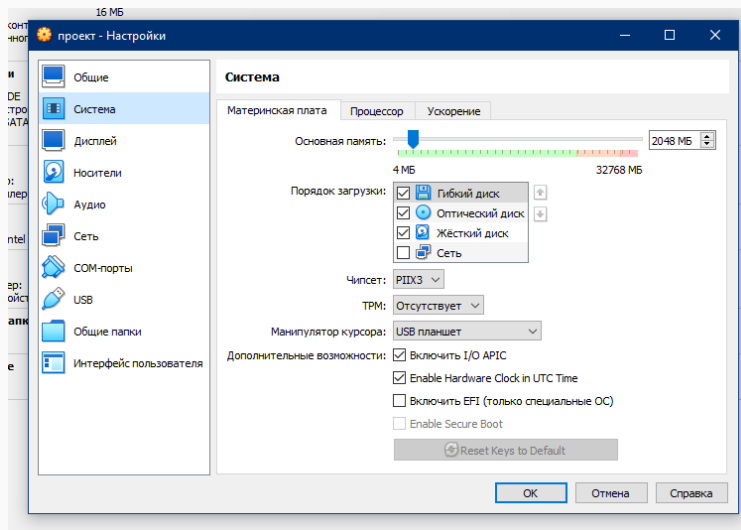 16 МБ
проект - Настройки
Общие
Система
Дисплей
Носители
Аудио
Сеть
COM-порты
USB
Общие папки
Интерфейс пользователя
Система
Материнская плата Процессор Ускорение
Основная память: 2048 МБ
4 МБ 32768 МБ
Порядок загрузки: Гибкий диск
Оптический диск
Жёсткий диск
Сеть
Чипсет: PIIX3
TPM: Отсутствует
Манипулятор курсора: USB планшет
Дополнительные возможности: Включить I/O APIC
Enable Hardware Clock in UTC Time
Включить EFI (только специальные ОС)
Enable Secure Boot
Reset Keys to Default
OK Отмена Справка